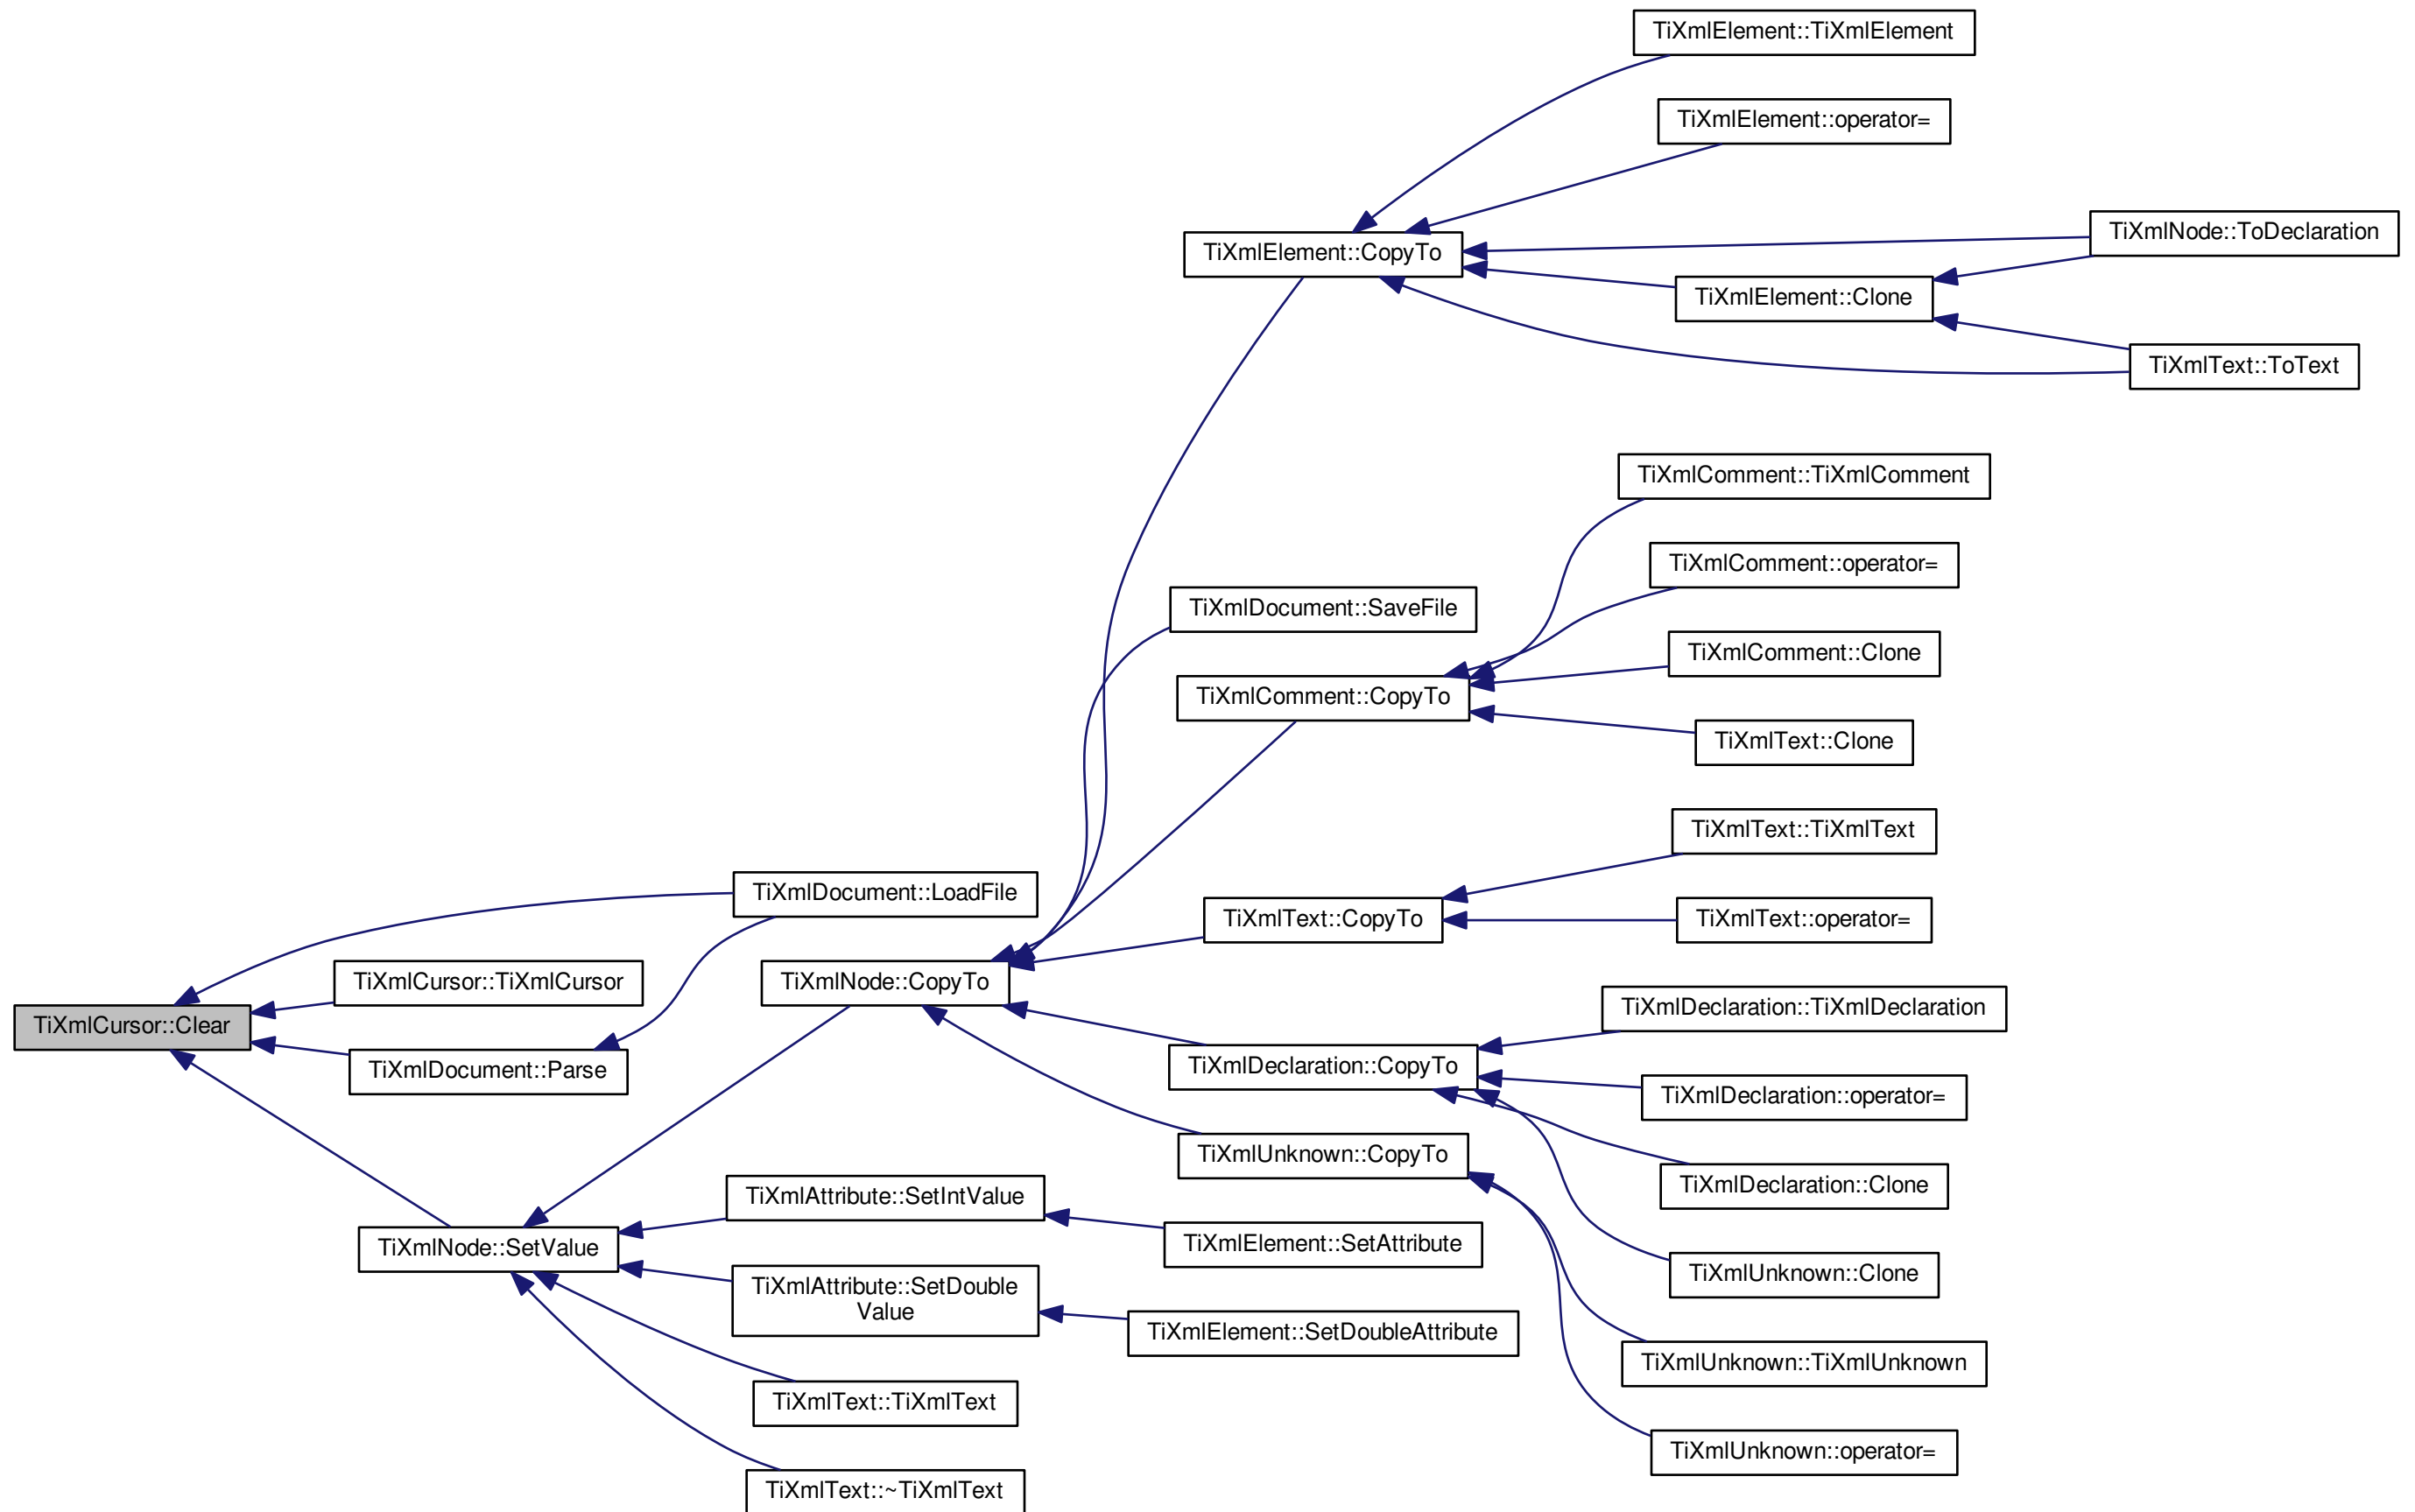 TiXmlElement::TiXmlElement
TiXmlElement::operator=
TiXmlNode::ToDeclaration
TiXmlElement::CopyTo
TiXmlElement::Clone
TiXmlText::ToText
TiXmlComment::TiXmlComment
TiXmlComment::operator=
TiXmlDocument::SaveFile
TiXmlComment::Clone
TiXmlComment::CopyTo
TiXmlText::Clone
TiXmlText::TiXmlText
TiXmlDocument::LoadFile
TiXmlText::CopyTo
TiXmlText::operator=
TiXmlCursor::TiXmlCursor
TiXmlNode::CopyTo
TiXmlDeclaration::TiXmlDeclaration
TiXmlCursor::Clear
TiXmlDocument::Parse
TiXmlDeclaration::CopyTo
TiXmlDeclaration::operator=
TiXmlUnknown::CopyTo
TiXmlDeclaration::Clone
TiXmlAttribute::SetIntValue
TiXmlNode::SetValue
TiXmlElement::SetAttribute
TiXmlUnknown::Clone
TiXmlAttribute::SetDouble
Value
TiXmlElement::SetDoubleAttribute
TiXmlUnknown::TiXmlUnknown
TiXmlText::TiXmlText
TiXmlUnknown::operator=
TiXmlText::~TiXmlText